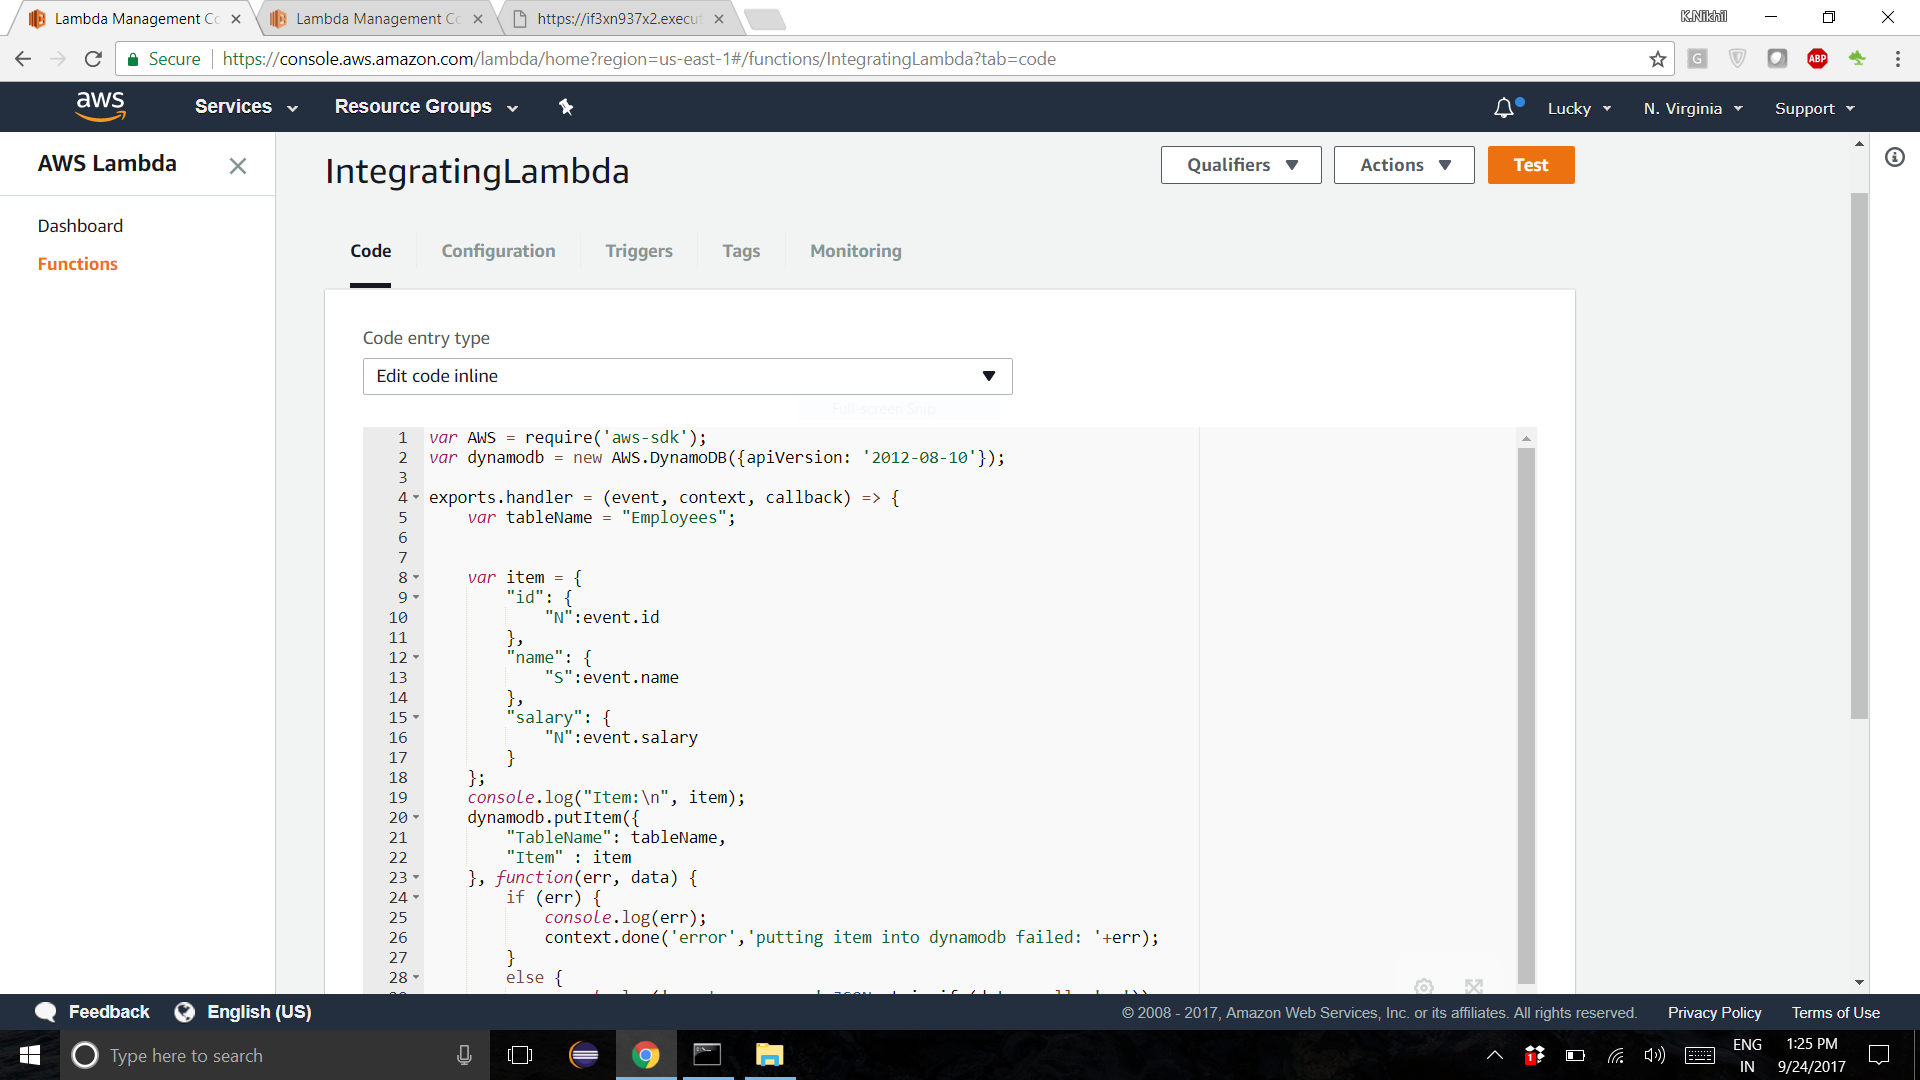 Lambda Management Co
Lambda Management Co
https://if3xn937x2.execut
K.Nikhil
Secure
https://console.aws.amazon.com/lambda/home?region=us-east-1#/functions/IntegratingLambda?tab=code
G
ABP
aws
Services
Resource Groups
Lucky
N. Virginia
Support
AWS Lambda
Dashboard
Functions
IntegratingLambda
Qualifiers
Actions
Test
Code
Configuration
Triggers
Tags
Monitoring
Code entry type
Edit code inline
Full-screen Snip
1 var AWS = require('aws-sdk');
2 var dynamodb = new AWS.DynamoDB({apiVersion: '2012-08-10'});
3
4 exports.handler = (event, context, callback) => {
5 var tableName = "Employees";
6
7
8 var item = {
9 "id": {
10 "N":event.id
11 },
12 "name": {
13 "S":event.name
14 },
15 "salary": {
16 "N":event.salary
17 }
18 };
19 console.log("Item:\n", item);
20 dynamodb.putItem({
21 "TableName": tableName,
22 "Item" : item
23 }, function(err, data) {
24 if (err) {
25 console.log(err);
26 context.done('error','putting item into dynamodb failed: '+err);
27 }
28 else {
Feedback
English (US)
© 2008 - 2017, Amazon Web Services, Inc. or its affiliates. All rights reserved.
Privacy Policy
Terms of Use
Type here to search
1
ENG
IN
1:25 PM
9/24/2017